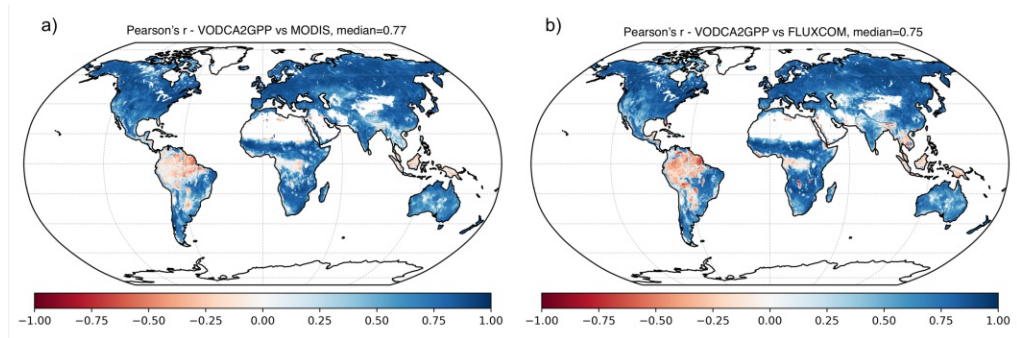 a)
Pearson's r - VODCA2GPP vs MODIS, median=0.77
−1.00 −0.75 −0.50 −0.25 0.00 0.25 0.50 0.75 1.00
b)
Pearson's r - VODCA2GPP vs FLUXCOM, median=0.75
−1.00 −0.75 −0.50 −0.25 0.00 0.25 0.50 0.75 1.00